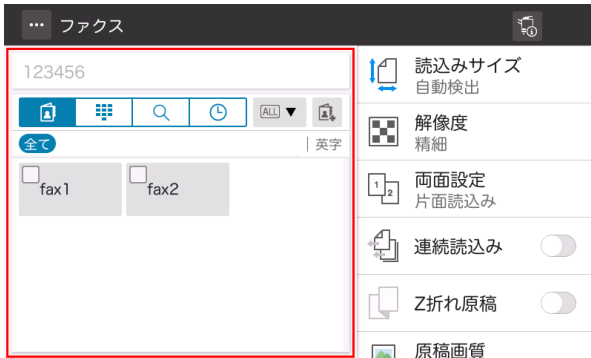 ファクス
123456
ALL ▼
全て
英字
fax1
fax2
読込みサイズ
自動検出
解像度
精細
両面設定
片面読込み
連続読込み
Z折れ原稿
原稿画質